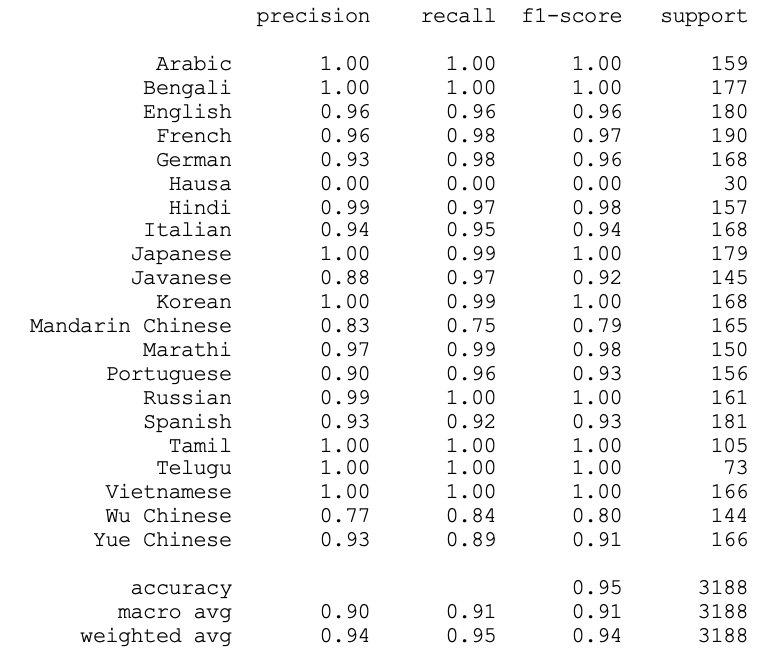 precision recall f1-score support
Arabic 1.00 1.00 1.00 159
Bengali 1.00 1.00 1.00 177
English 0.96 0.96 0.96 180
French 0.96 0.98 0.97 190
German 0.93 0.98 0.96 168
Hausa 0.00 0.00 0.00 30
Hindi 0.99 0.97 0.98 157
Italian 0.94 0.95 0.94 168
Japanese 1.00 0.99 1.00 179
Javanese 0.88 0.97 0.92 145
Korean 1.00 0.99 1.00 168
Mandarin Chinese 0.83 0.75 0.79 165
Marathi 0.97 0.99 0.98 150
Portuguese 0.90 0.96 0.93 156
Russian 0.99 1.00 1.00 161
Spanish 0.93 0.92 0.93 181
Tamil 1.00 1.00 1.00 105
Telugu 1.00 1.00 1.00 73
Vietnamese 1.00 1.00 1.00 166
Wu Chinese 0.77 0.84 0.80 144
Yue Chinese 0.93 0.89 0.91 166
accuracy 0.95 3188
macro avg 0.90 0.91 0.91 3188
weighted avg 0.94 0.95 0.94 3188